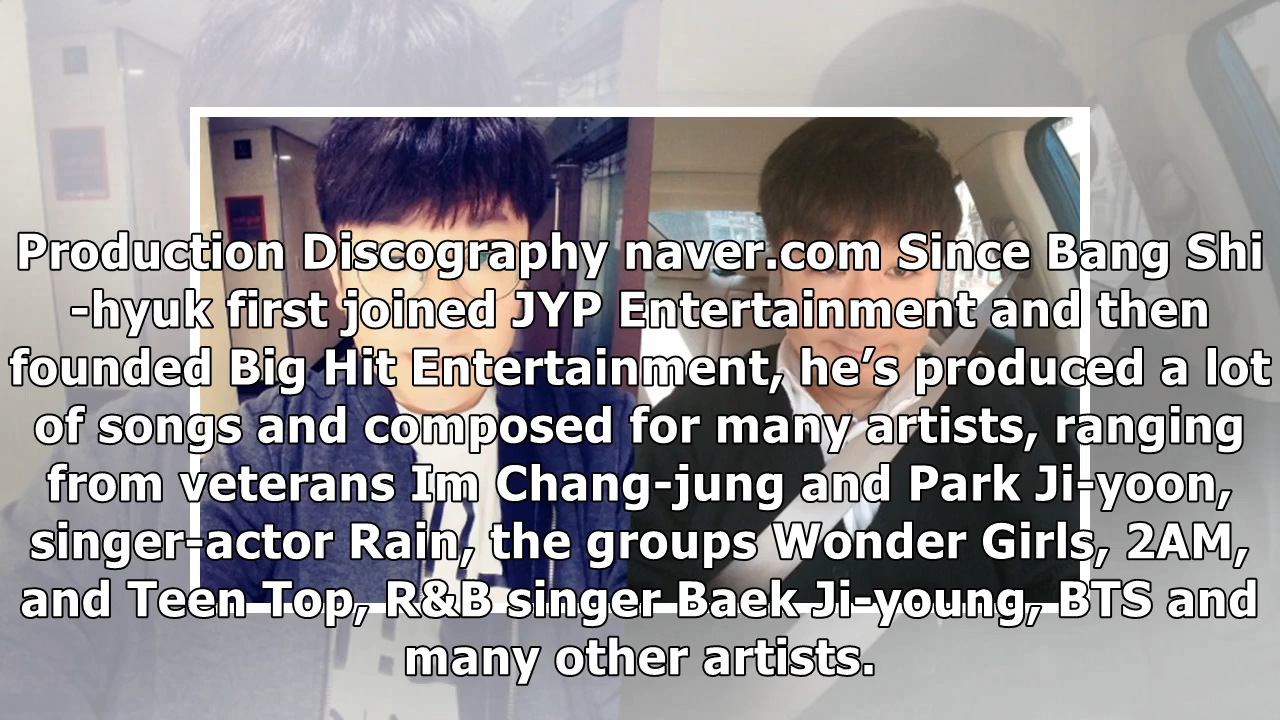 Production Discography naver.com Since Bang Shi
-hyuk first joined JYP Entertainment and then
founded Big Hit Entertainment, he’s produced a lot
of songs and composed for many artists, ranging
from veterans Im Chang-jung and Park Ji-yoon,
singer-actor Rain, the groups Wonder Girls, 2AM,
and Teen Top, R&B singer Baek Ji-young, BTS and
many other artists.